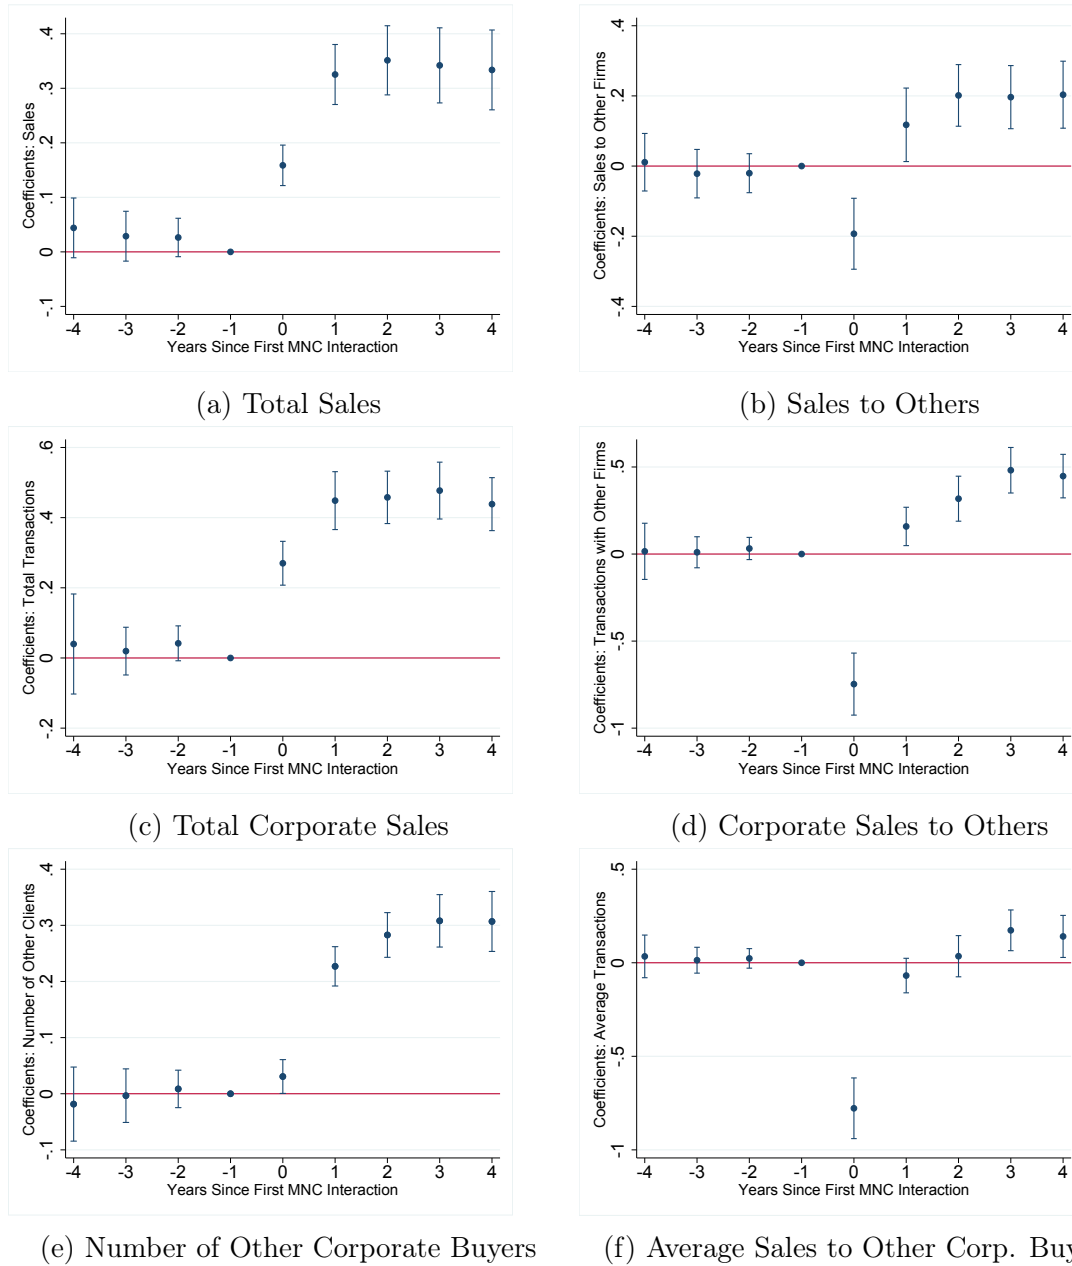 Coefficients: Sales
.4
.3
.2
.1
0
-.1
-4 -3 -2 -1 0 1 2 3 4
Years Since First MNC Interaction
(a) Total Sales
Coefficients: Sales to Other Firms
.4
.2
0
-.2
-.4
-4 -3 -2 -1 0 1 2 3 4
Years Since First MNC Interaction
(b) Sales to Others
Coefficients: Total Transactions
.6
.4
.2
0
-.2
-4 -3 -2 -1 0 1 2 3 4
Years Since First MNC Interaction
(c) Total Corporate Sales
Coefficients: Transactions with Other Firms
.5
0
-.5
-1
-4 -3 -2 -1 0 1 2 3 4
Years Since First MNC Interaction
(d) Corporate Sales to Others
Coefficients: Number of Other Clients
.4
.3
.2
.1
0
-.1
-4 -3 -2 -1 0 1 2 3 4
Years Since First MNC Interaction
(e) Number of Other Corporate Buyers
Coefficients: Average Transactions
.5
0
-.5
-1
-4 -3 -2 -1 0 1 2 3 4
Years Since First MNC Interaction
(f) Average Sales to Other Corp. Buy